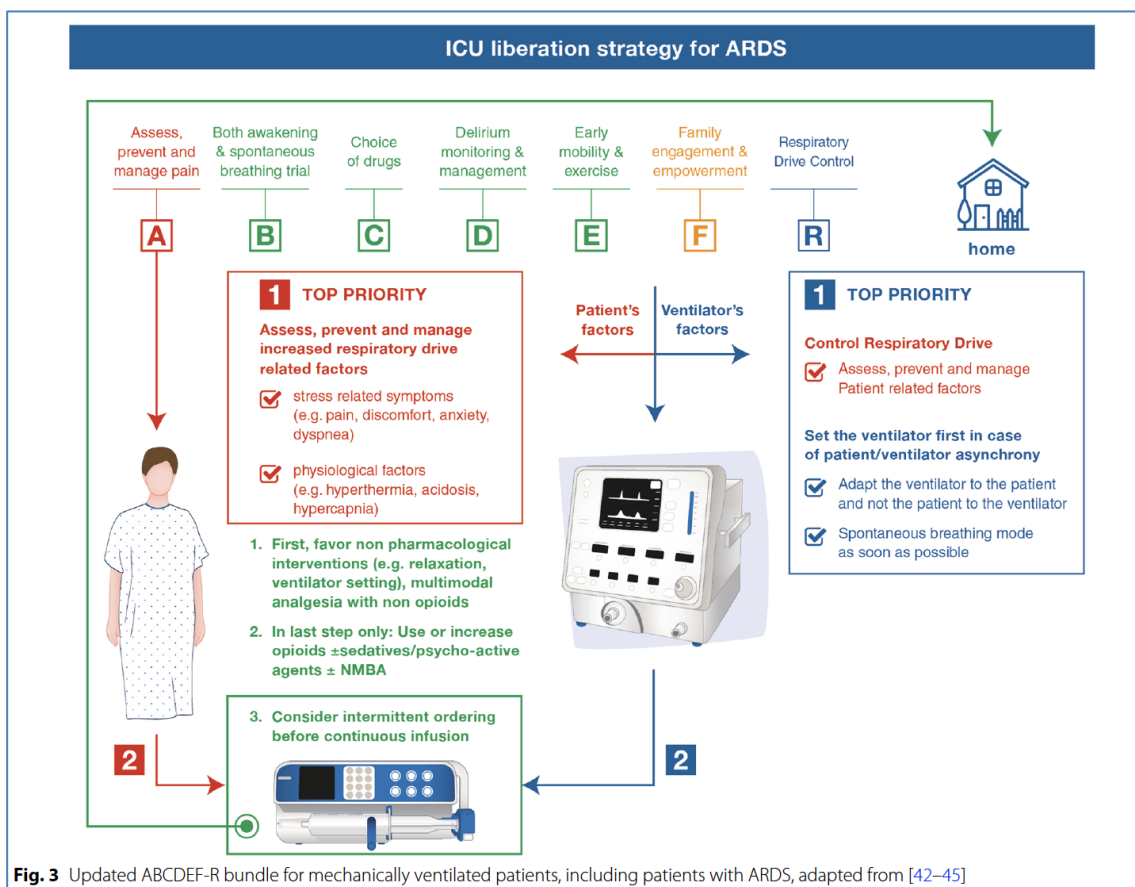 ICU liberation strategy for ARDS
Assess,
prevent and
manage pain
Both awakening
& spontaneous
breathing trial
Choice
of drugs
Delirium
monitoring &
management
Early
mobility &
exercise
Family
engagement &
empowerment
Respiratory
Drive Control
A
B
C
D
E
F
R
home
1 TOP PRIORITY
Assess, prevent and manage
increased respiratory drive
related factors
stress related symptoms
(e.g. pain, discomfort, anxiety,
dyspnea)
physiological factors
(e.g. hyperthermia, acidosis,
hypercapnia)
Patient's
factors
Ventilator's
factors
1 TOP PRIORITY
Control Respiratory Drive
Assess, prevent and manage
Patient related factors
Set the ventilator first in case
of patient/ventilator asynchrony
Adapt the ventilator to the patient
and not the patient to the ventilator
Spontaneous breathing mode
as soon as possible
1. First, favor non pharmacological
interventions (e.g. relaxation,
ventilator setting), multimodal
analgesia with non opioids
2. In last step only: Use or increase
opioids ±sedatives/psycho-active
agents ± NMBA
3. Consider intermittent ordering
before continuous infusion
2
2
Fig. 3 Updated ABCDEF-R bundle for mechanically ventilated patients, including patients with ARDS, adapted from [42–45]